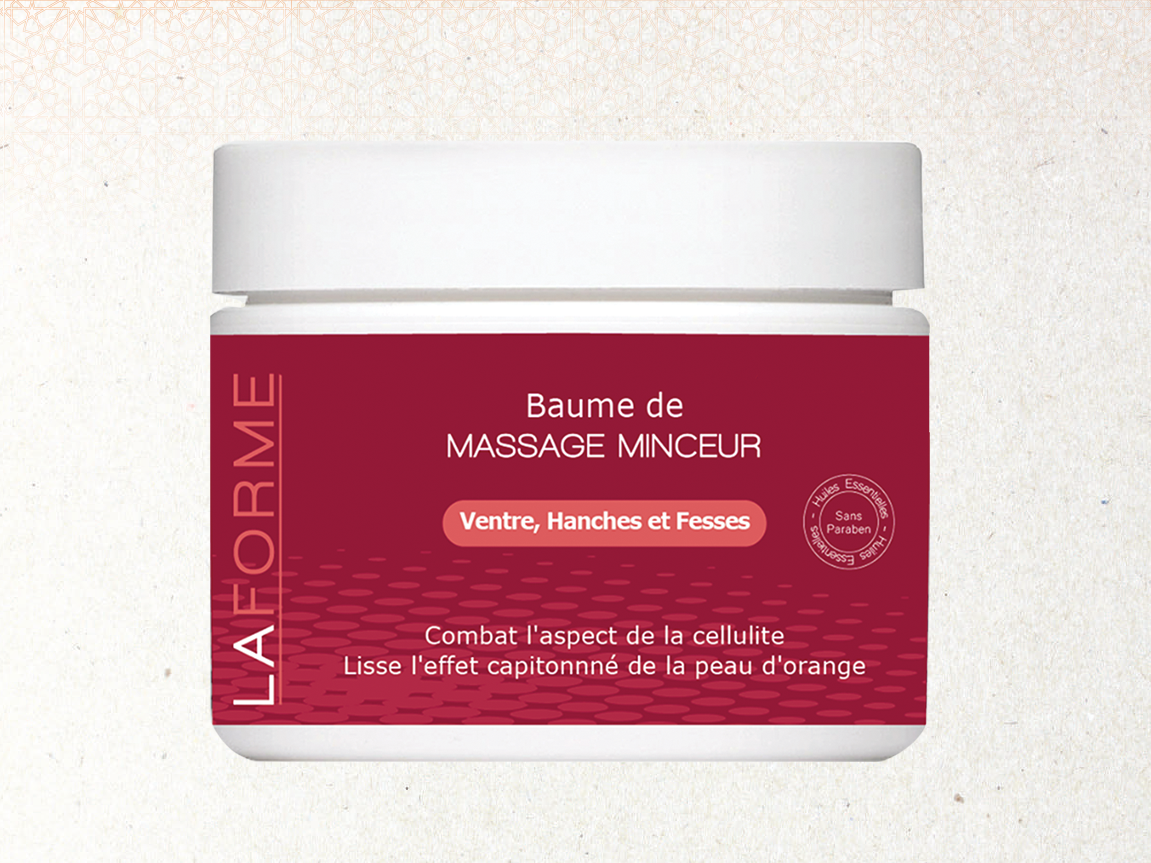 LAFORME
Baume de
MASSAGE MINCEUR
Ventre, Hanches et Fesses
- Huiles Essentielles - Huiles Essentielles
Sans
Paraben
Combat l'aspect de la cellulite
Lisse l'effet capitonnné de la peau d'orange